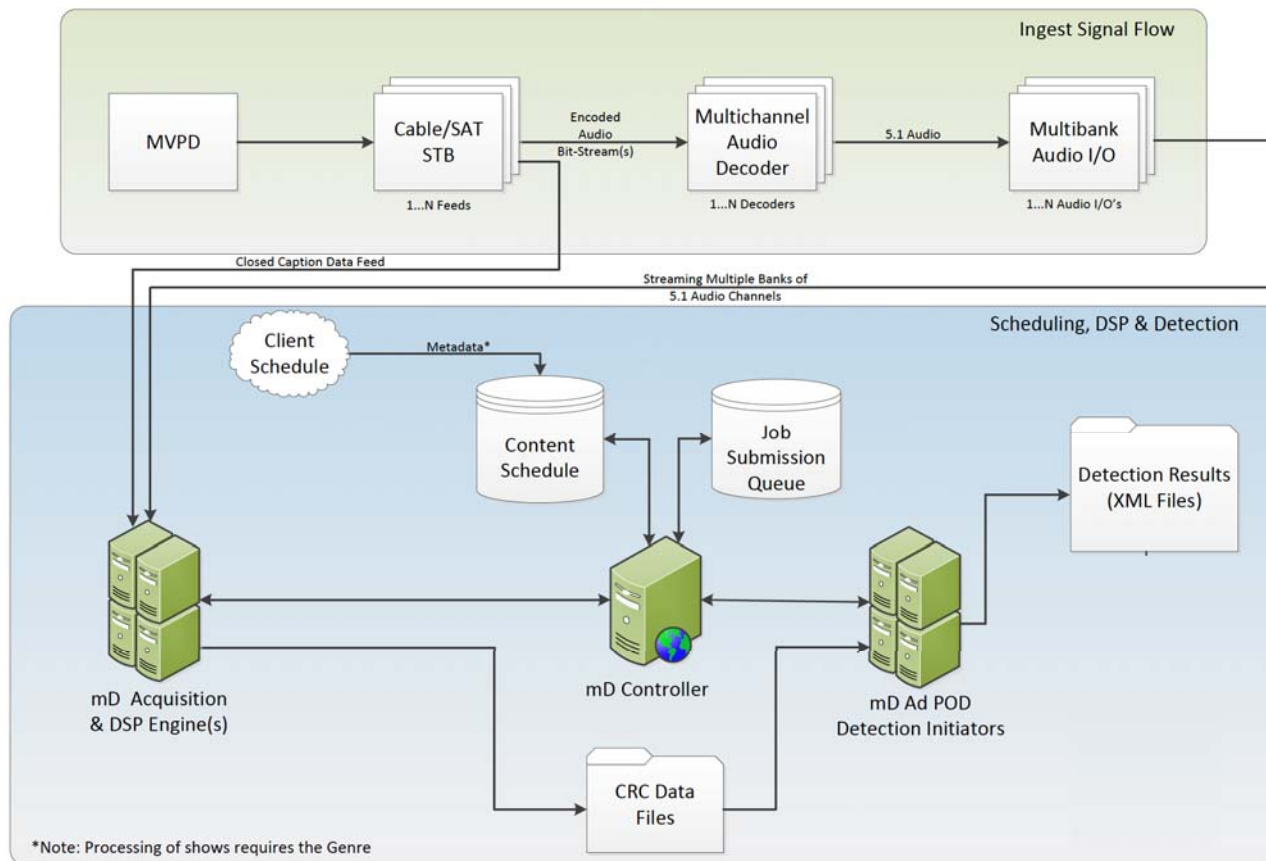 Ingest Signal Flow
MVPD
Cable/SAT
STB
1...N Feeds
Encoded
Audio
Bit-Stream(s)
Multichannel
Audio
Decoder
1...N Decoders
5.1 Audio
Multibank
Audio I/O
1...N Audio I/O's
Closed Caption Data Feed
Streaming Multiple Banks of
5.1 Audio Channels
Scheduling, DSP & Detection
Client
Schedule
Metadata*
Content
Schedule
Job
Submission
Queue
Detection Results
(XML Files)
mD Acquisition
& DSP Engine(s)
mD Controller
mD Ad POD
Detection Initiators
CRC Data
Files
*Note: Processing of shows requires the Genre